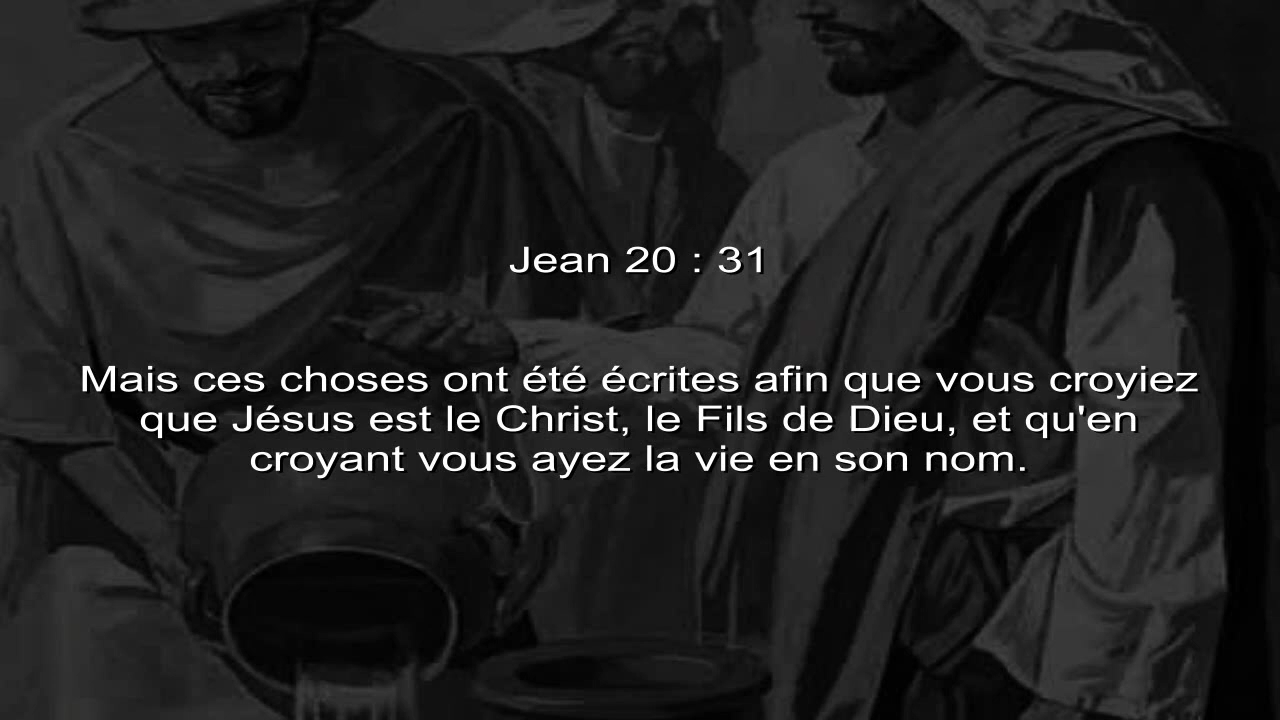 Jean 20 : 31
Mais ces choses ont été écrites afin que vous croyiez
que Jésus est le Christ, le Fils de Dieu, et qu'en
croyant vous ayez la vie en son nom.